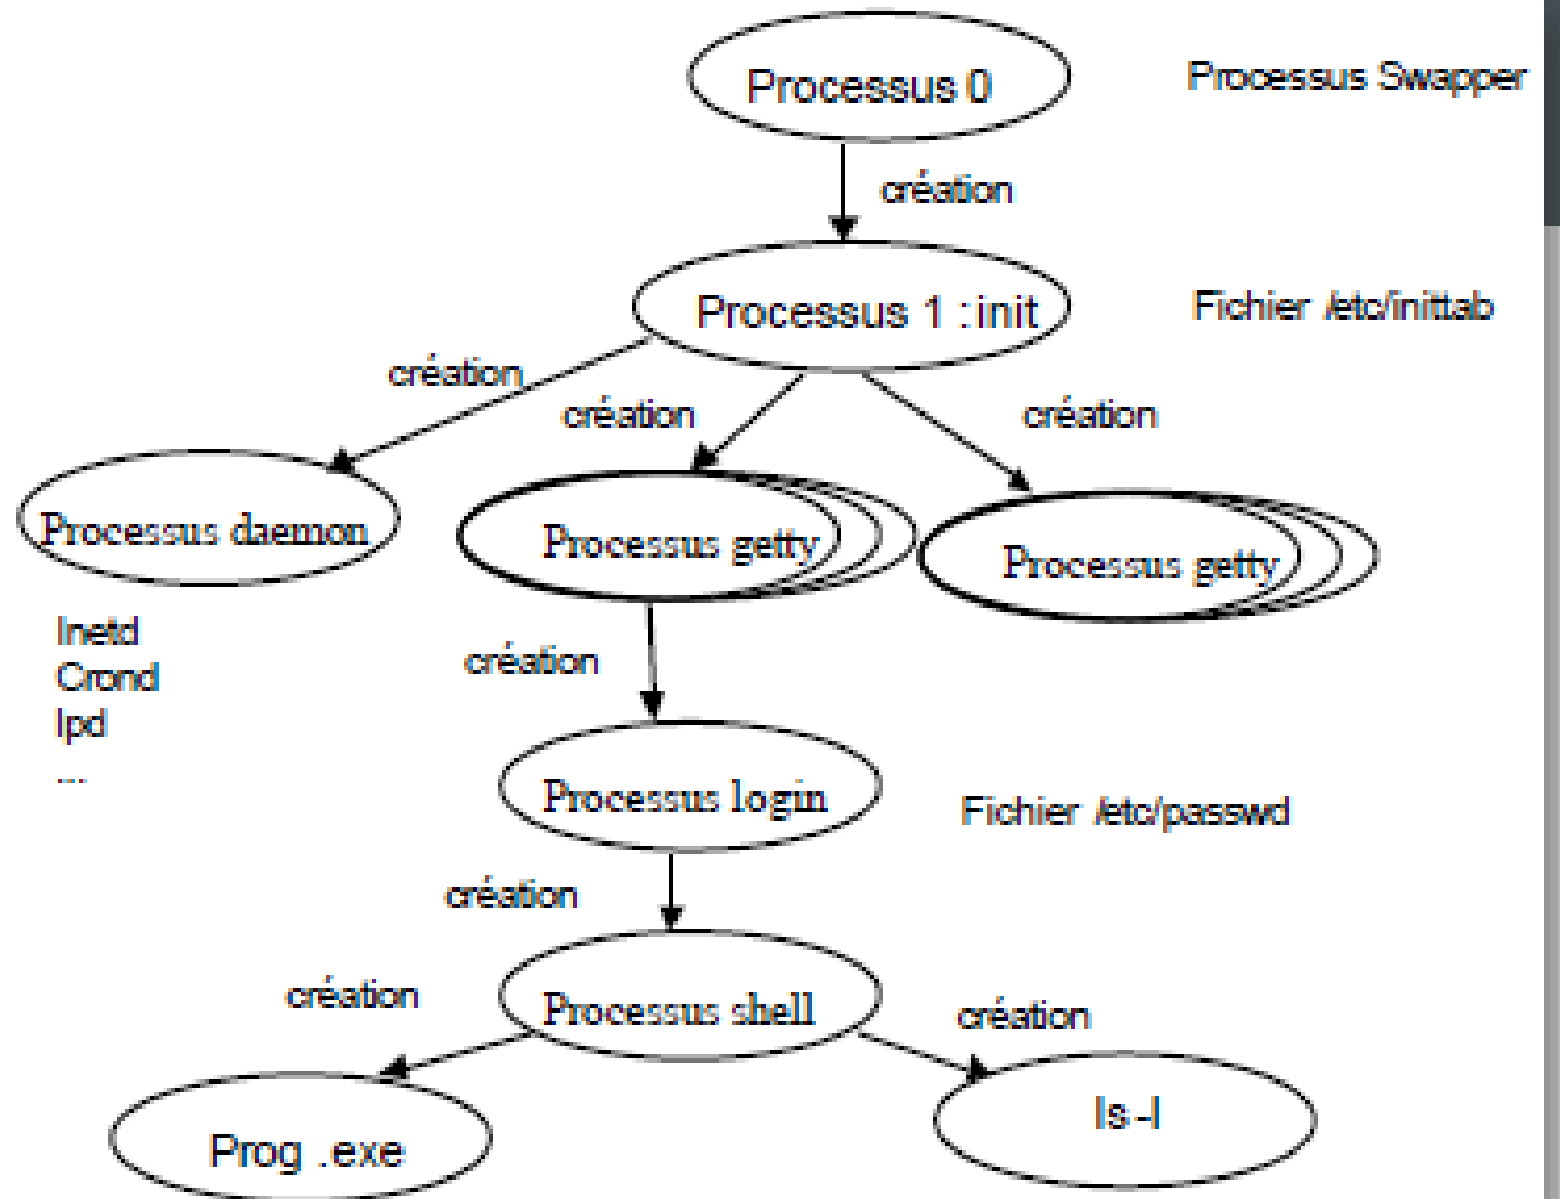 Processus 0
Processus Swapper
création
Processus 1 :init
Fichier /etc/inittab
création
création
création
Processus daemon
Processus getty
Processus getty
Inetd
Crond
lpd
...
création
Processus login
Fichier /etc/passwd
création
Processus shell
création
création
Prog .exe
ls -l